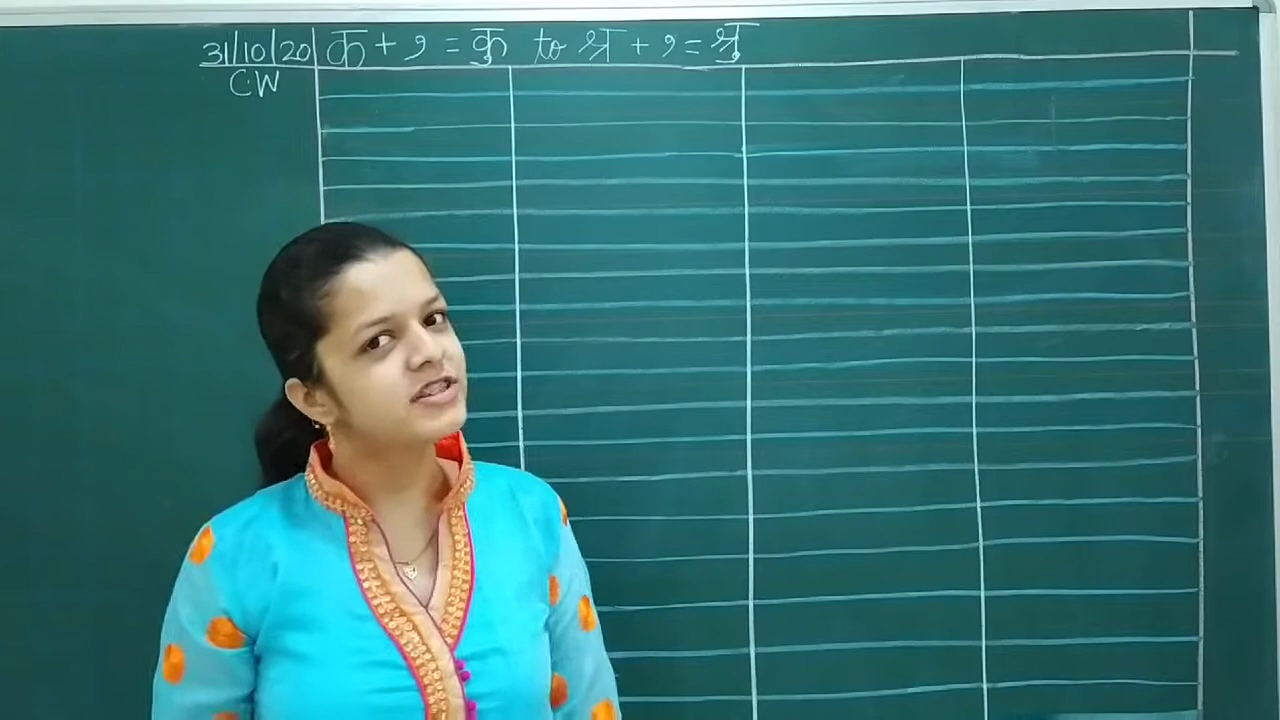 31/10/20 क + ु = कु to श्र + ु = श्रु
CW